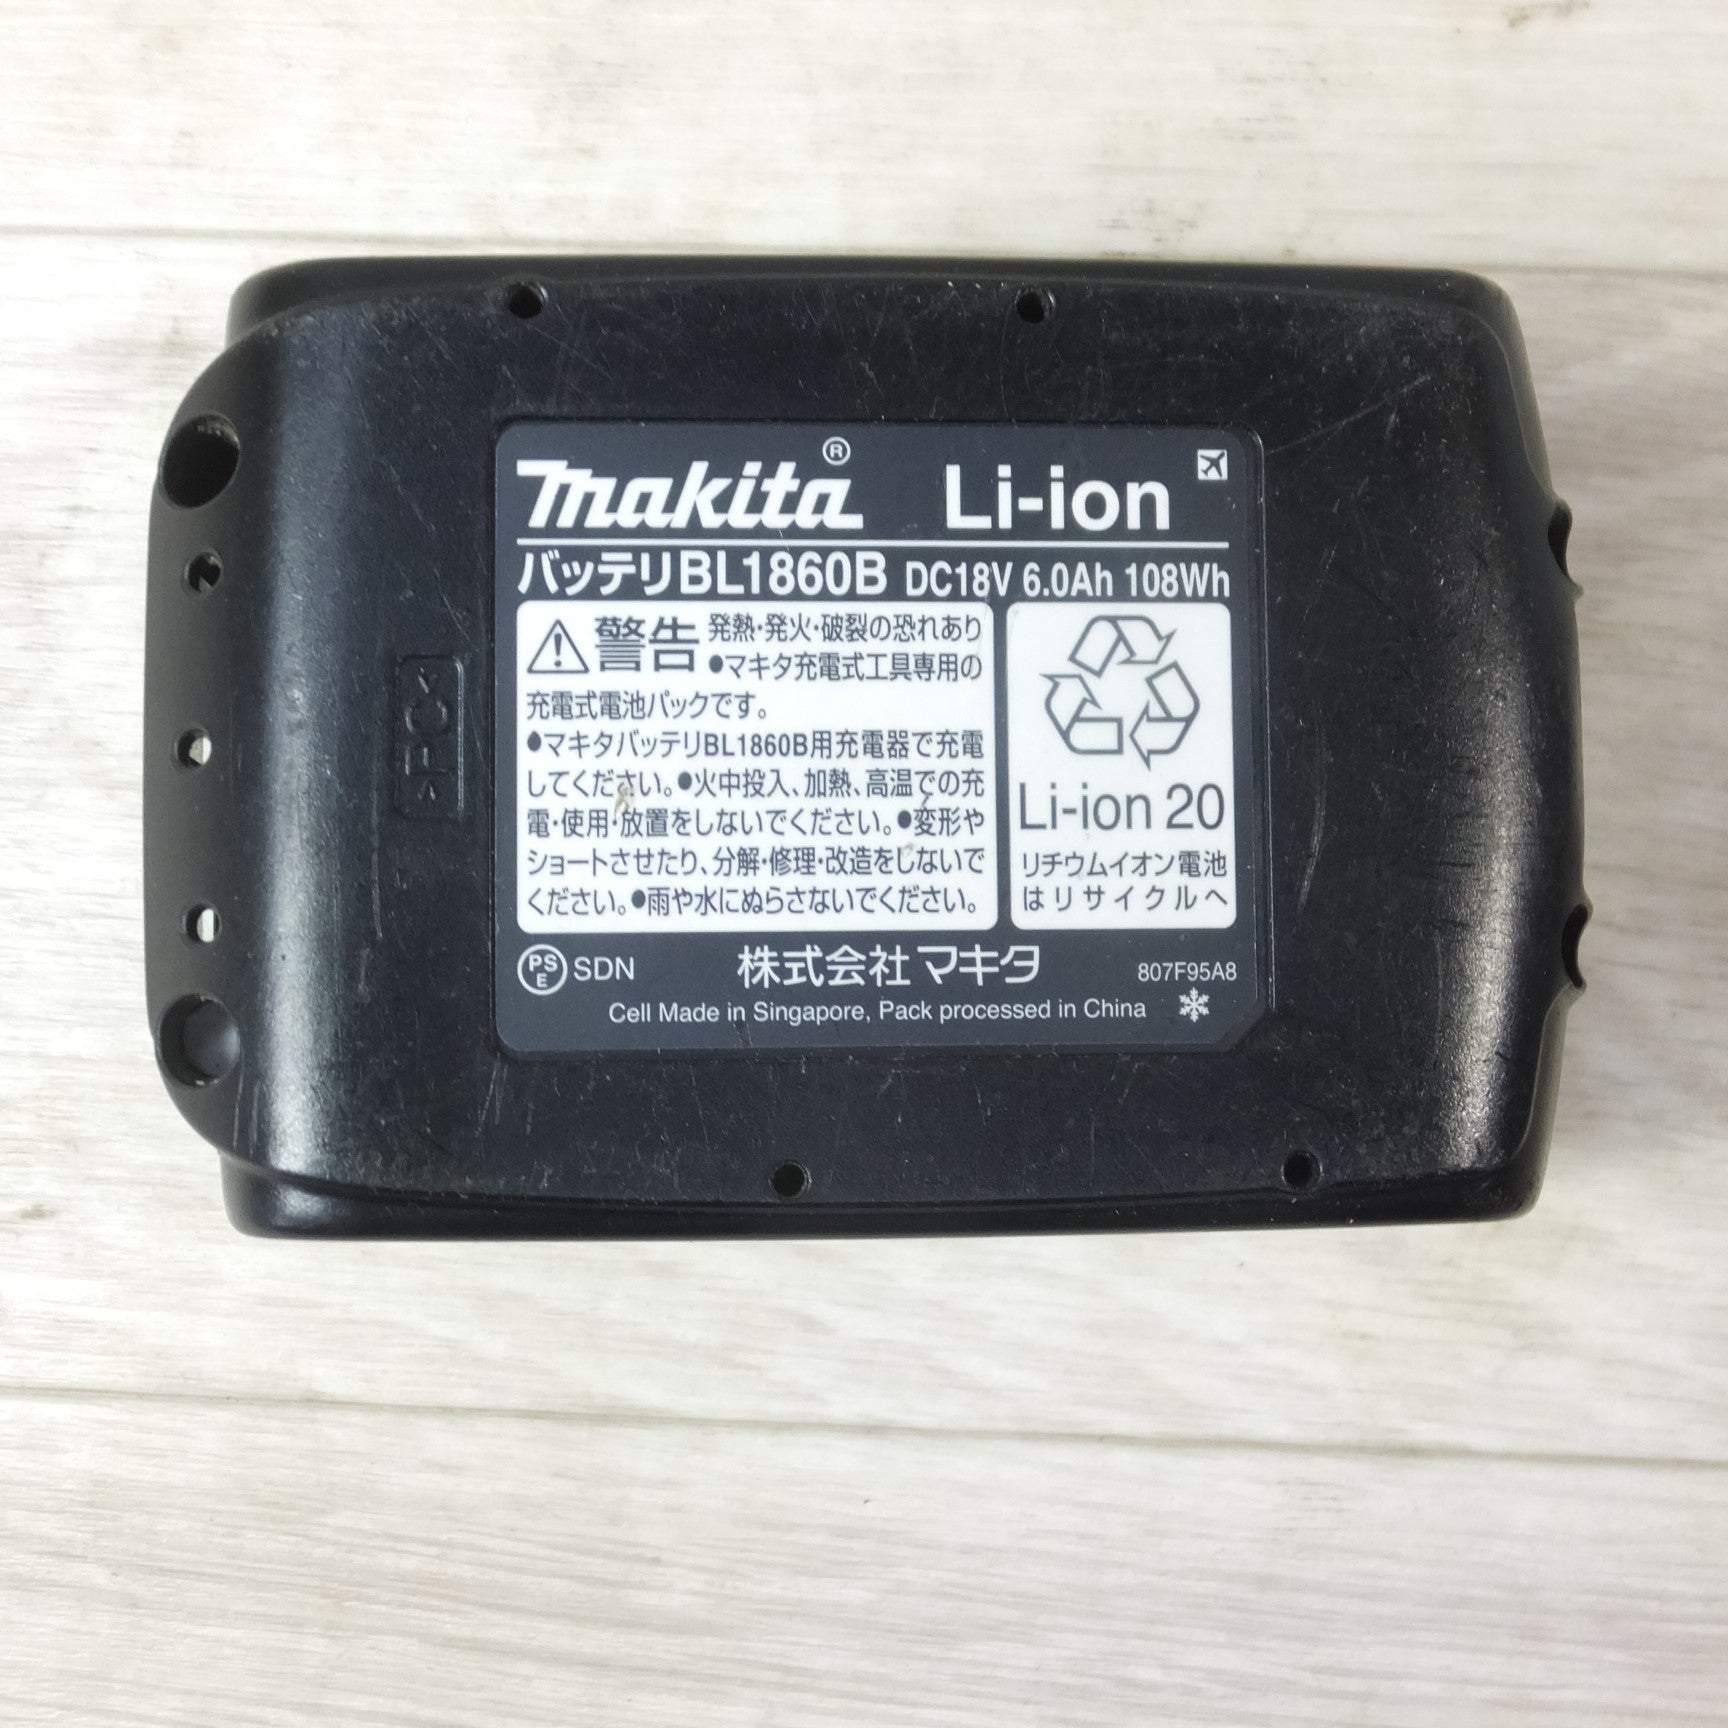 makita® Li-ion
バッテリBL1860B DC18V 6.0Ah 108Wh
警告 発熱・発火・破裂の恐れあり
●マキタ充電式工具専用の
充電式電池パックです。
●マキタバッテリBL1860B用充電器で充電
してください。●火中投入、加熱、高温での充
電・使用・放置をしないでください。●変形や
ショートさせたり、分解・修理・改造をしないで
ください。●雨や水にぬらさないでください。
Li-ion 20
リチウムイオン電池
はリサイクルへ
PSE SDN 株式会社マキタ 807F95A8
Cell Made in Singapore, Pack processed in China
>PC<